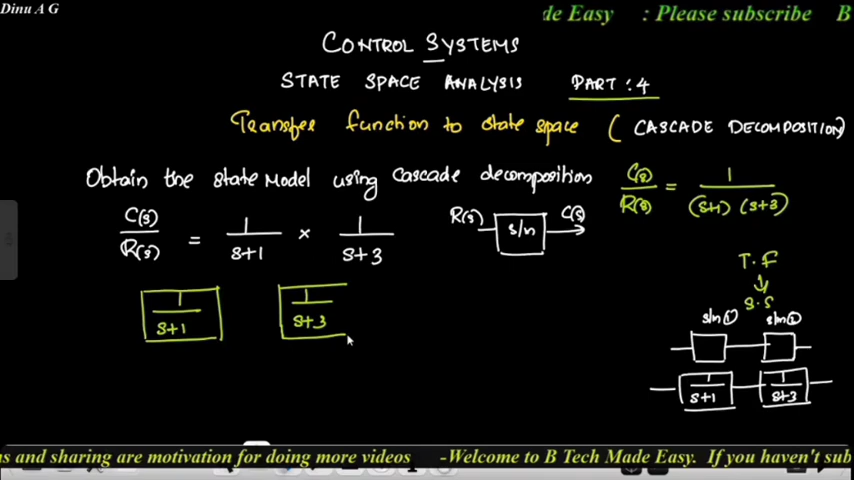 Dinu A G
de Easy : Please subscribe B
CONTROL SYSTEMS
STATE SPACE ANALYSIS PART : 4
Transfer function to state space ( CASCADE DECOMPOSITION)
Obtain the state Model using Cascade decomposition C(s)/R(s) = 1/(s+1) (s+3)
C(s)/R(s) = 1/s+1 × 1/s+3
R(s) s/n C(s)
T.F
↓
S.S
1/s+1 1/s+3
s/n① s/n②
1/s+1 1/s+3
s and sharing are motivation for doing more videos -Welcome to B Tech Made Easy. If you haven't sub